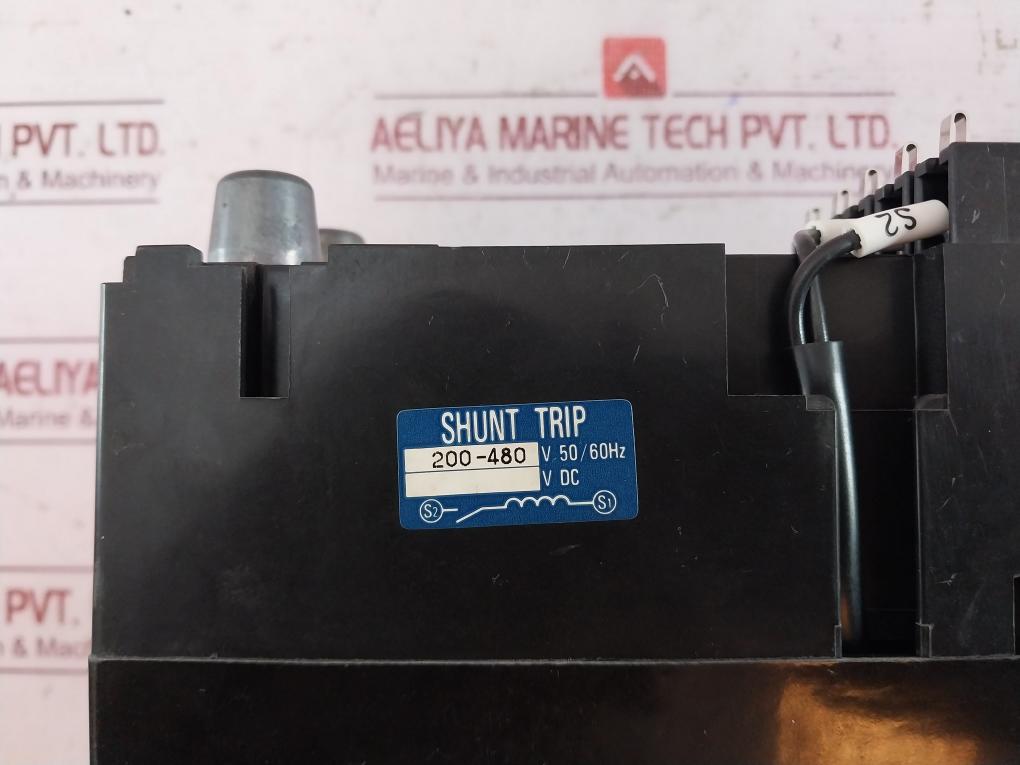 PVT. LTD.
n & Machinery
AELIYA MARINE TECH PVT. LTD.
Marine & Industrial Automation & Machinery
S2
AELIYA
Marine &
SHUNT TRIP
200-480 V 50/60Hz
V DC
S2 S1
PVT.
& Machinery